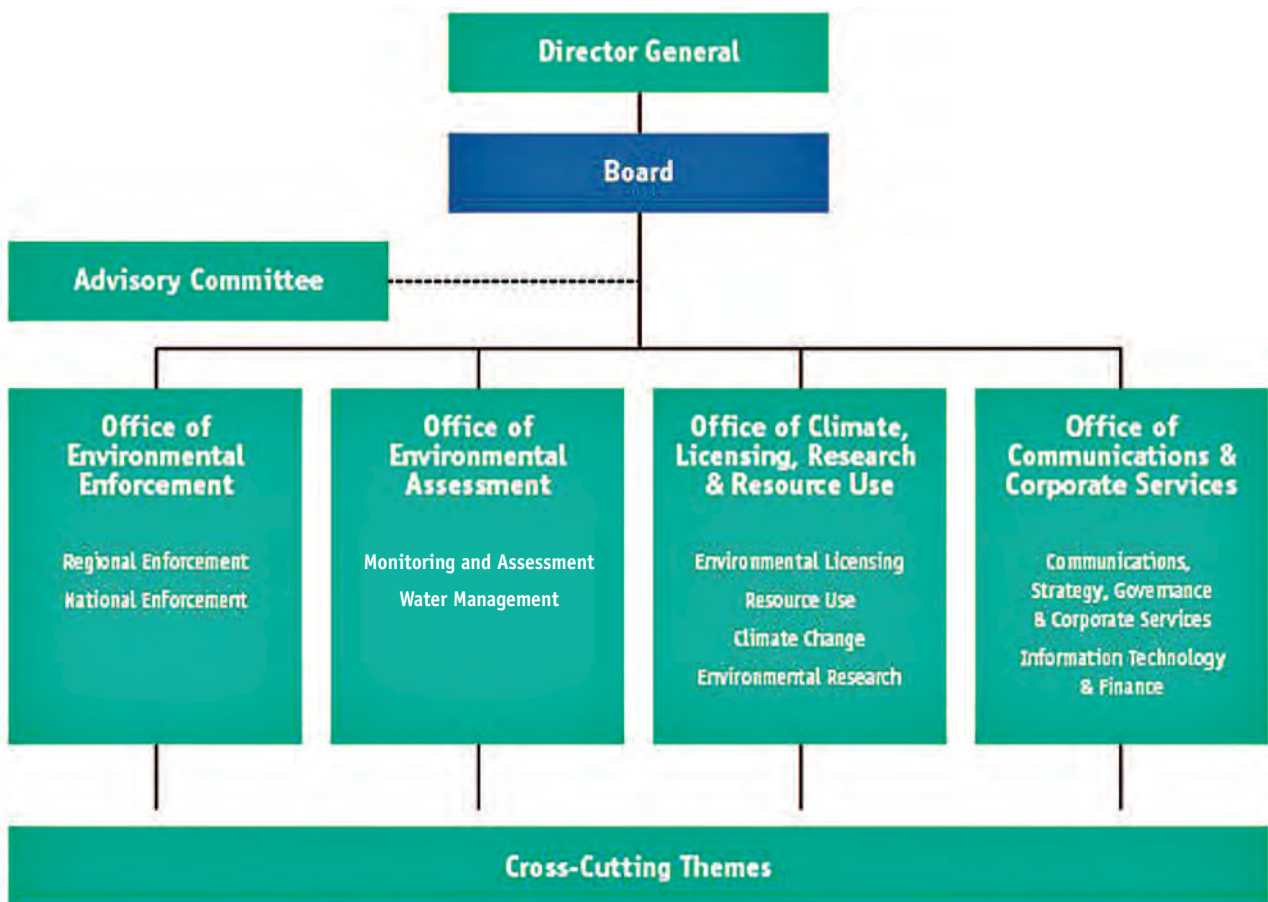 Director General
Board
Advisory Committee
Office of
Environmental
Enforcement
Regional Enforcement
National Enforcement
Office of
Environmental
Assessment
Monitoring and Assessment
Water Management
Office of Climate,
Licensing, Research
& Resource Use
Environmental Licensing
Resource Use
Climate Change
Environmental Research
Office of
Communications &
Corporate Services
Communications,
Strategy, Governance
& Corporate Services
Information Technology
& Finance
Cross-Cutting Themes